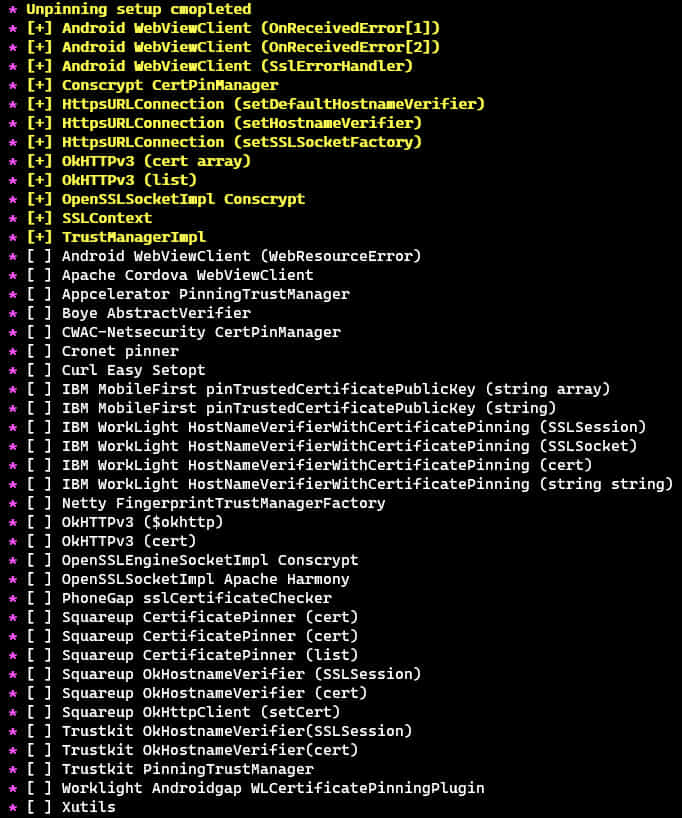 * Unpinning setup cmopleted
* [+] Android WebViewClient (OnReceivedError[1])
* [+] Android WebViewClient (OnReceivedError[2])
* [+] Android WebViewClient (SslErrorHandler)
* [+] Conscrypt CertPinManager
* [+] HttpsURLConnection (setDefaultHostnameVerifier)
* [+] HttpsURLConnection (setHostnameVerifier)
* [+] HttpsURLConnection (setSSLSocketFactory)
* [+] OkHTTPv3 (cert array)
* [+] OkHTTPv3 (list)
* [+] OpenSSLSocketImpl Conscrypt
* [+] SSLContext
* [+] TrustManagerImpl
* [ ] Android WebViewClient (WebResourceError)
* [ ] Apache Cordova WebViewClient
* [ ] Appcelerator PinningTrustManager
* [ ] Boye AbstractVerifier
* [ ] CWAC-Netsecurity CertPinManager
* [ ] Cronet pinner
* [ ] Curl Easy Setopt
* [ ] IBM MobileFirst pinTrustedCertificatePublicKey (string array)
* [ ] IBM MobileFirst pinTrustedCertificatePublicKey (string)
* [ ] IBM WorkLight HostNameVerifierWithCertificatePinning (SSLSession)
* [ ] IBM WorkLight HostNameVerifierWithCertificatePinning (SSLSocket)
* [ ] IBM WorkLight HostNameVerifierWithCertificatePinning (cert)
* [ ] IBM WorkLight HostNameVerifierWithCertificatePinning (string string)
* [ ] Netty FingerprintTrustManagerFactory
* [ ] OkHTTPv3 ($okhttp)
* [ ] OkHTTPv3 (cert)
* [ ] OpenSSLEngineSocketImpl Conscrypt
* [ ] OpenSSLSocketImpl Apache Harmony
* [ ] PhoneGap sslCertificateChecker
* [ ] Squareup CertificatePinner (cert)
* [ ] Squareup CertificatePinner (cert)
* [ ] Squareup CertificatePinner (list)
* [ ] Squareup OkHostnameVerifier (SSLSession)
* [ ] Squareup OkHostnameVerifier (cert)
* [ ] Squareup OkHttpClient (setCert)
* [ ] Trustkit OkHostnameVerifier(SSLSession)
* [ ] Trustkit OkHostnameVerifier(cert)
* [ ] Trustkit PinningTrustManager
* [ ] Worklight Androidgap WLCertificatePinningPlugin
* [ ] Xutils